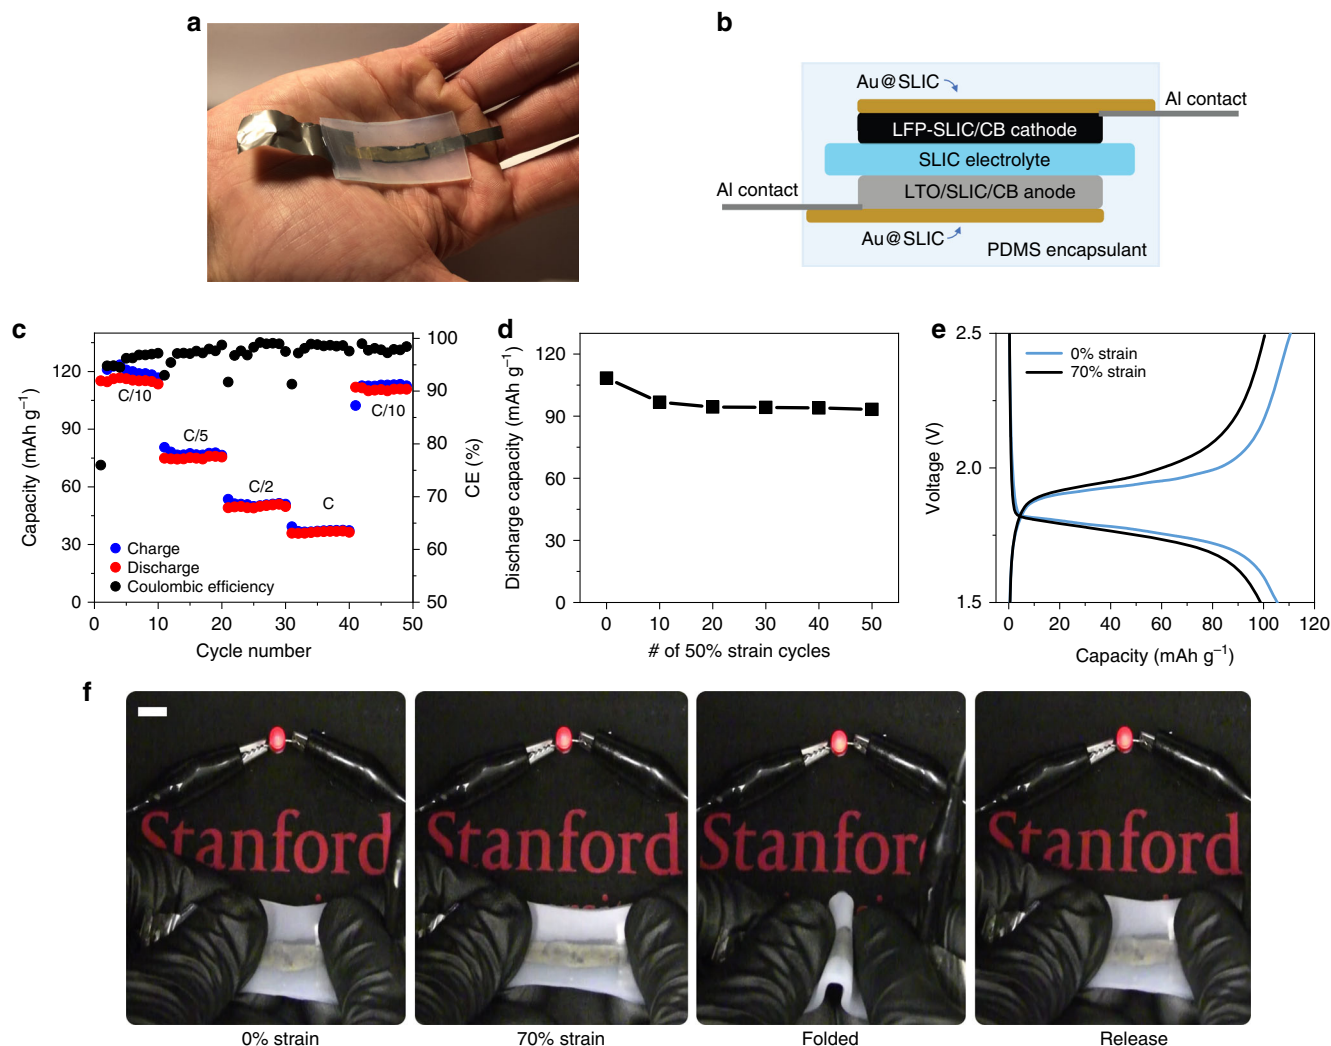 a
b
Au@SLIC
Al contact
LFP-SLIC/CB cathode
SLIC electrolyte
Al contact
LTO/SLIC/CB anode
Au@SLIC
PDMS encapsulant
c
Capacity (mAh g⁻¹)
120
90
60
30
0
C/10
C/5
C/2
C
C/10
Charge
Discharge
Coulombic efficiency
100
90
80
70
60
50
CE (%)
0 10 20 30 40 50
Cycle number
d
Discharge capacity (mAh g⁻¹)
120
90
60
30
0
0 10 20 30 40 50
# of 50% strain cycles
e
Voltage (V)
2.5
2.0
1.5
0% strain
70% strain
0 20 40 60 80 100 120
Capacity (mAh g⁻¹)
f
Stanford
Stanford
Stanford
Stanford
0% strain
70% strain
Folded
Release